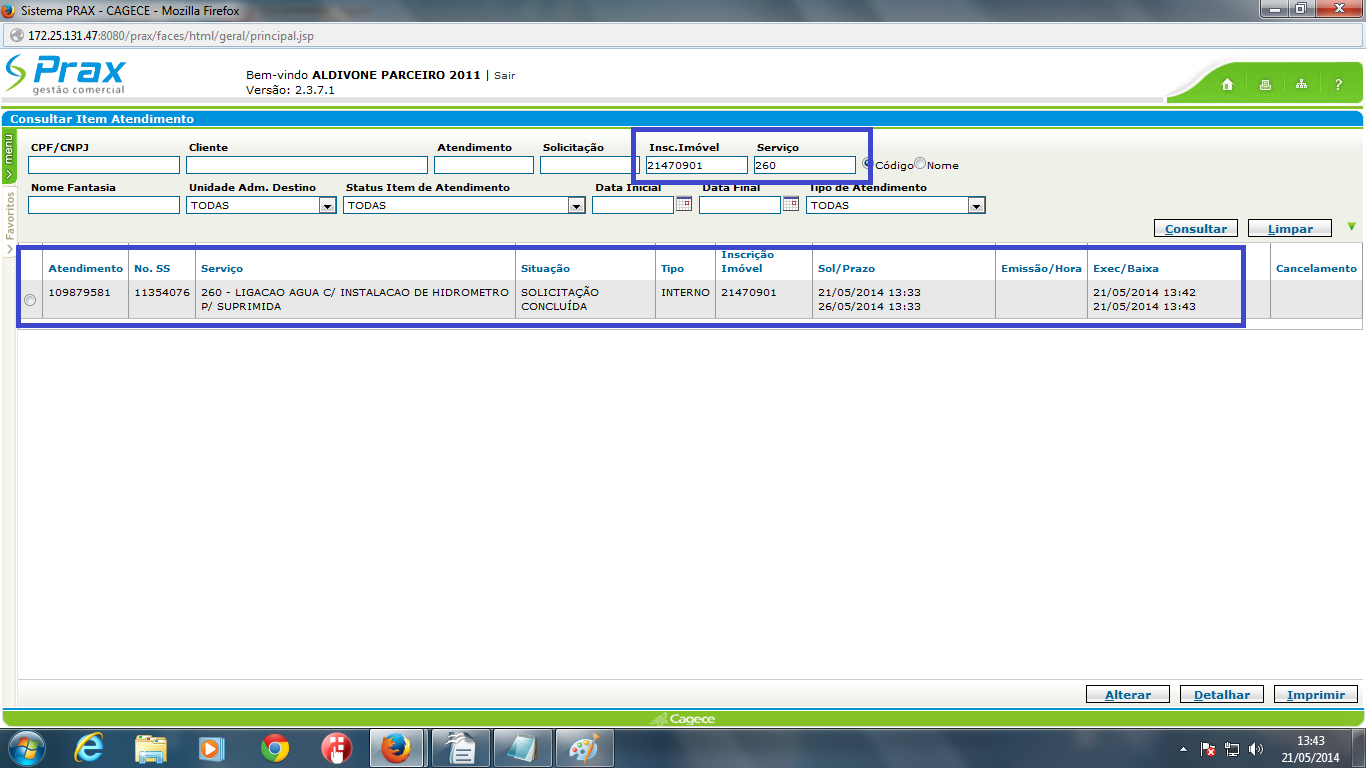 Sistema PRAX - CAGECE - Mozilla Firefox
172.25.131.47:8080/prax/faces/html/geral/principal.jsp
Prax
gestão comercial
Bem-vindo ALDIVONE PARCEIRO 2011 | Sair
Versão: 2.3.7.1
?
Consultar Item Atendimento
menu
Favoritos
CPF/CNPJ Cliente Atendimento Solicitação Insc.Imóvel Serviço
21470901 260 Código Nome
Nome Fantasia Unidade Adm. Destino Status Item de Atendimento Data Inicial Data Final Tipo de Atendimento
TODAS TODAS TODAS
Consultar Limpar
Atendimento No. SS Serviço Situação Tipo Inscrição Imóvel Sol/Prazo Emissão/Hora Exec/Baixa Cancelamento
109879581 11354076 260 - LIGACAO AGUA C/ INSTALACAO DE HIDROMETRO SOLICITAÇÃO INTERNO 21470901 21/05/2014 13:33 21/05/2014 13:42
P/ SUPRIMIDA CONCLUÍDA 26/05/2014 13:33 21/05/2014 13:43
Alterar Detalhar Imprimir
Cagece
13:43
21/05/2014